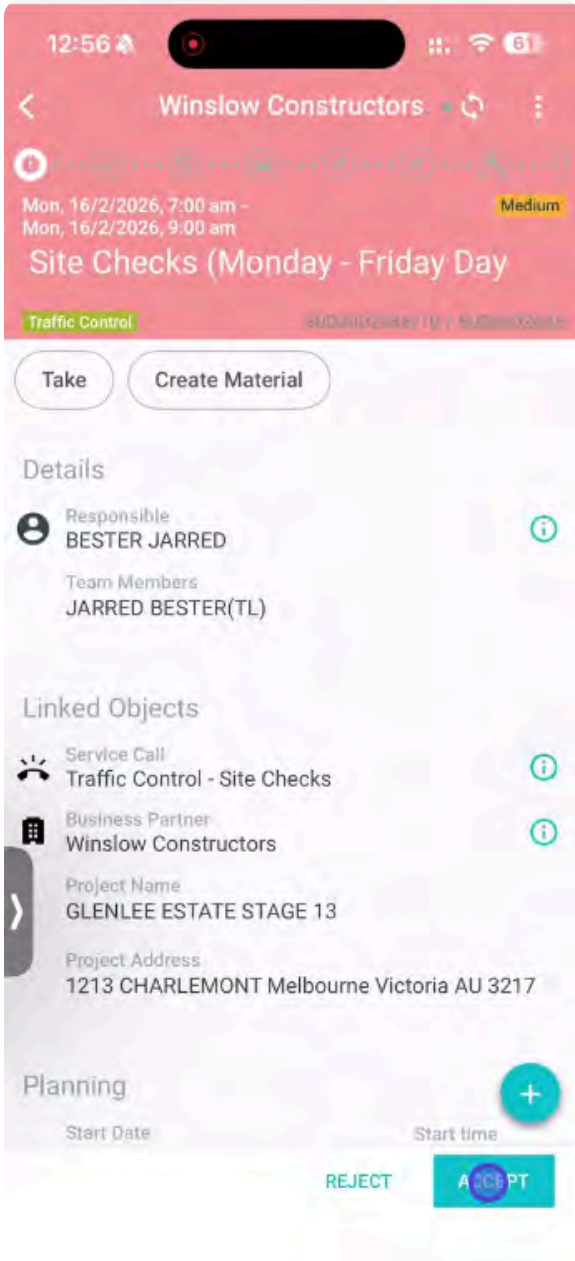 12:56
61
Winslow Constructors
Mon, 16/2/2026, 7:00 am -
Mon, 16/2/2026, 9:00 am
Medium
Site Checks (Monday - Friday Day
Traffic Control
Take
Create Material
Details
Responsible
BESTER JARRED
Team Members
JARRED BESTER(TL)
Linked Objects
Service Call
Traffic Control - Site Checks
Business Partner
Winslow Constructors
Project Name
GLENLEE ESTATE STAGE 13
Project Address
1213 CHARLEMONT Melbourne Victoria AU 3217
Planning
Start Date
Start time
REJECT
ACCEPT